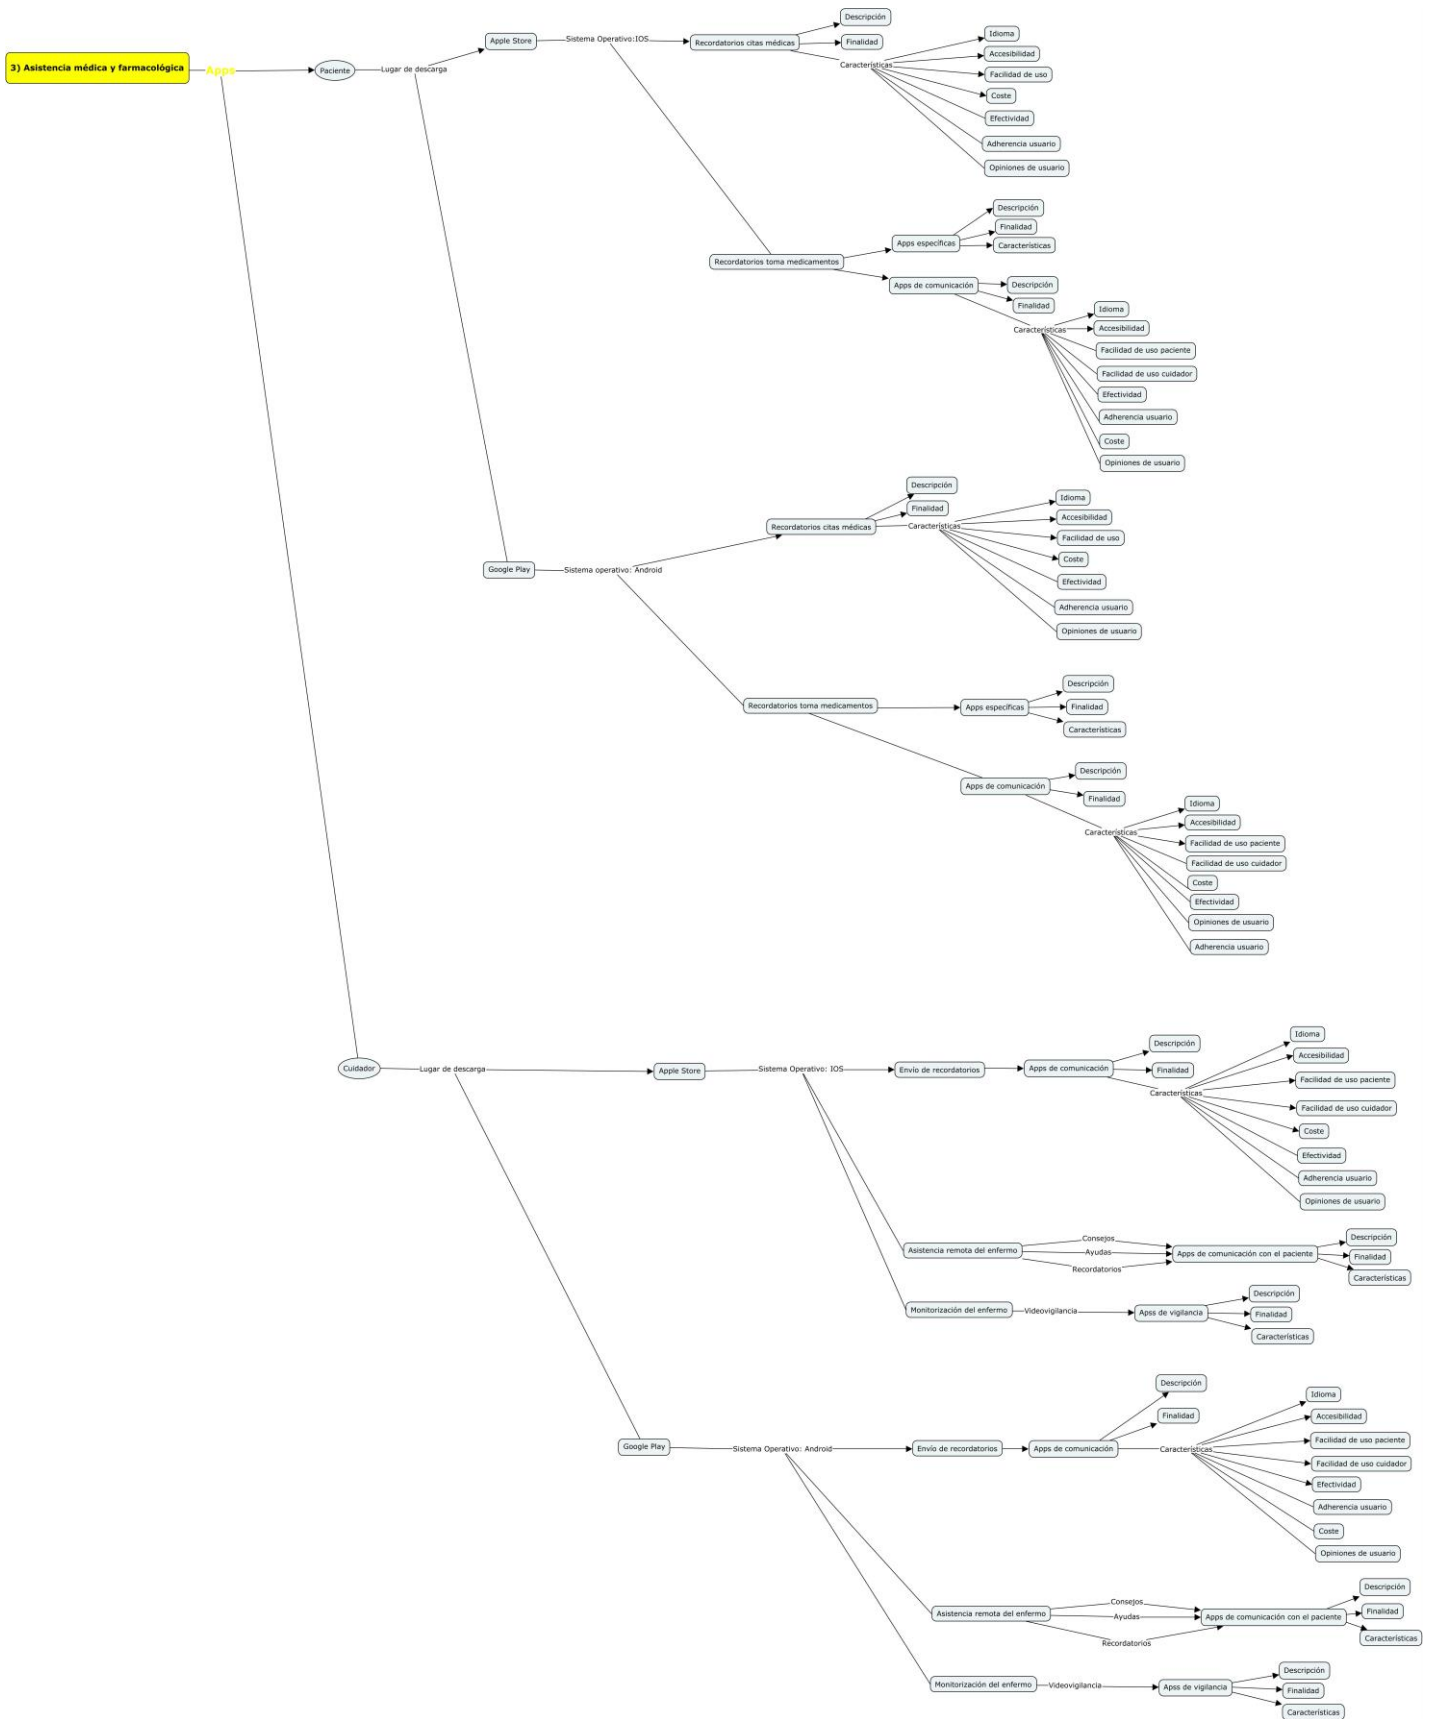 3) Asistencia médica y farmacológica
Apps
Paciente
Lugar de descarga
Apple Store
Sistema Operativo:IOS
Recordatorios citas médicas
Descripción
Finalidad
Características
Idioma
Accesibilidad
Facilidad de uso
Coste
Efectividad
Adherencia usuario
Opiniones de usuario
Recordatorios toma medicamentos
Apps específicas
Descripción
Finalidad
Características
Apps de comunicación
Descripción
Finalidad
Características
Idioma
Accesibilidad
Facilidad de uso paciente
Facilidad de uso cuidador
Efectividad
Adherencia usuario
Coste
Opiniones de usuario
Google Play
Sistema operativo: Android
Recordatorios citas médicas
Descripción
Finalidad
Características
Idioma
Accesibilidad
Facilidad de uso
Coste
Efectividad
Adherencia usuario
Opiniones de usuario
Recordatorios toma medicamentos
Apps específicas
Descripción
Finalidad
Características
Apps de comunicación
Descripción
Finalidad
Características
Idioma
Accesibilidad
Facilidad de uso paciente
Facilidad de uso cuidador
Coste
Efectividad
Opiniones de usuario
Adherencia usuario
Cuidador
Lugar de descarga
Apple Store
Sistema Operativo: IOS
Envío de recordatorios
Apps de comunicación
Descripción
Finalidad
Características
Idioma
Accesibilidad
Facilidad de uso paciente
Facilidad de uso cuidador
Coste
Efectividad
Adherencia usuario
Opiniones de usuario
Asistencia remota del enfermo
Consejos
Ayudas
Recordatorios
Apps de comunicación con el paciente
Descripción
Finalidad
Características
Monitorización del enfermo
Videovigilancia
Apss de vigilancia
Descripción
Finalidad
Características
Google Play
Sistema Operativo: Android
Envío de recordatorios
Apps de comunicación
Descripción
Finalidad
Características
Idioma
Accesibilidad
Facilidad de uso paciente
Facilidad de uso cuidador
Efectividad
Adherencia usuario
Coste
Opiniones de usuario
Asistencia remota del enfermo
Consejos
Ayudas
Recordatorios
Apps de comunicación con el paciente
Descripción
Finalidad
Características
Monitorización del enfermo
Videovigilancia
Apss de vigilancia
Descripción
Finalidad
Características